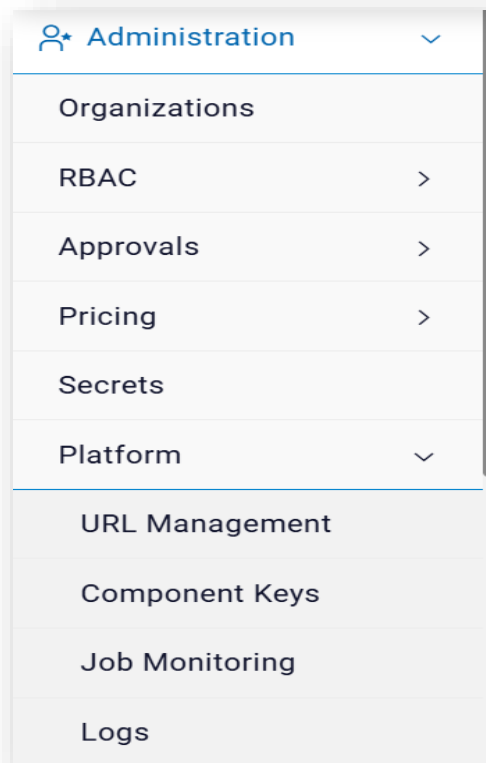 Administration
Organizations
RBAC
Approvals
Pricing
Secrets
Platform
URL Management
Component Keys
Job Monitoring
Logs